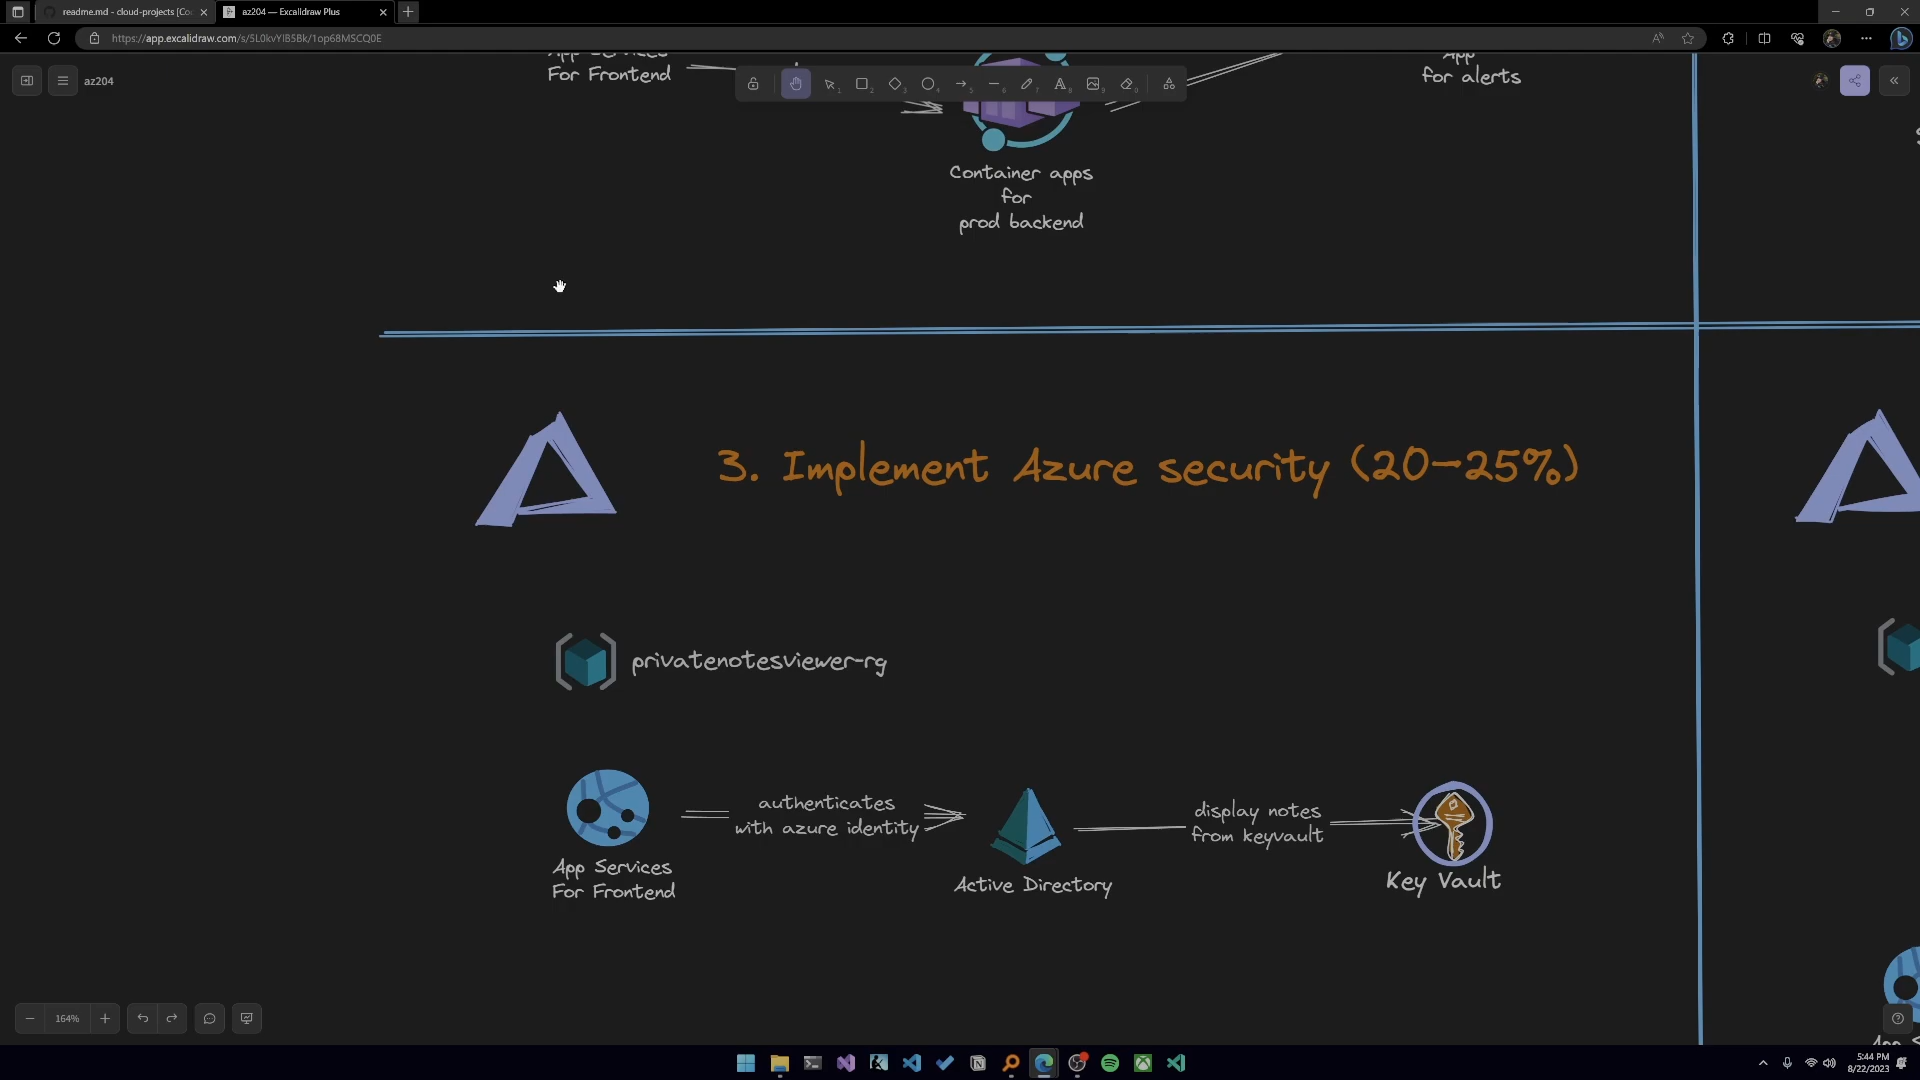 readme.md - cloud-projects [Co
az204 — Excalidraw Plus
https://app.excalidraw.com/s/5L0kvYlB5Bk/1op68MSCQ0E
az204
For Frontend
for alerts
Container apps
for
prod backend
3. Implement Azure security (20-25%)
privatenotesviewer-rg
authenticates
with azure identity
display notes
from keyvault
App Services
For Frontend
Active Directory
Key Vault
164%
5:44 PM
8/22/2023